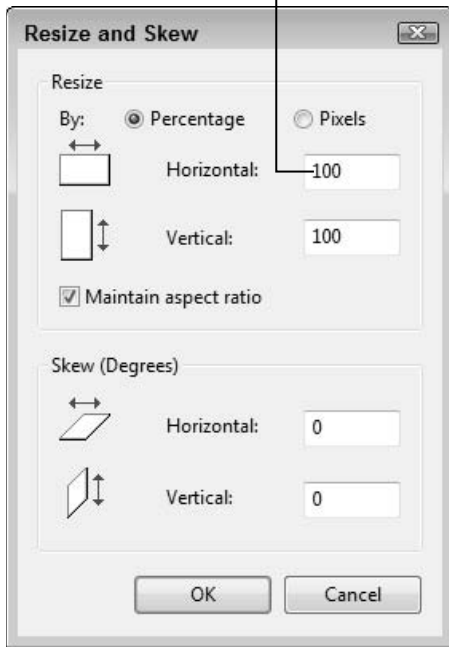 Resize and Skew
Resize
By: Percentage Pixels
Horizontal: 100
Vertical: 100
Maintain aspect ratio
Skew (Degrees)
Horizontal: 0
Vertical: 0
OK Cancel